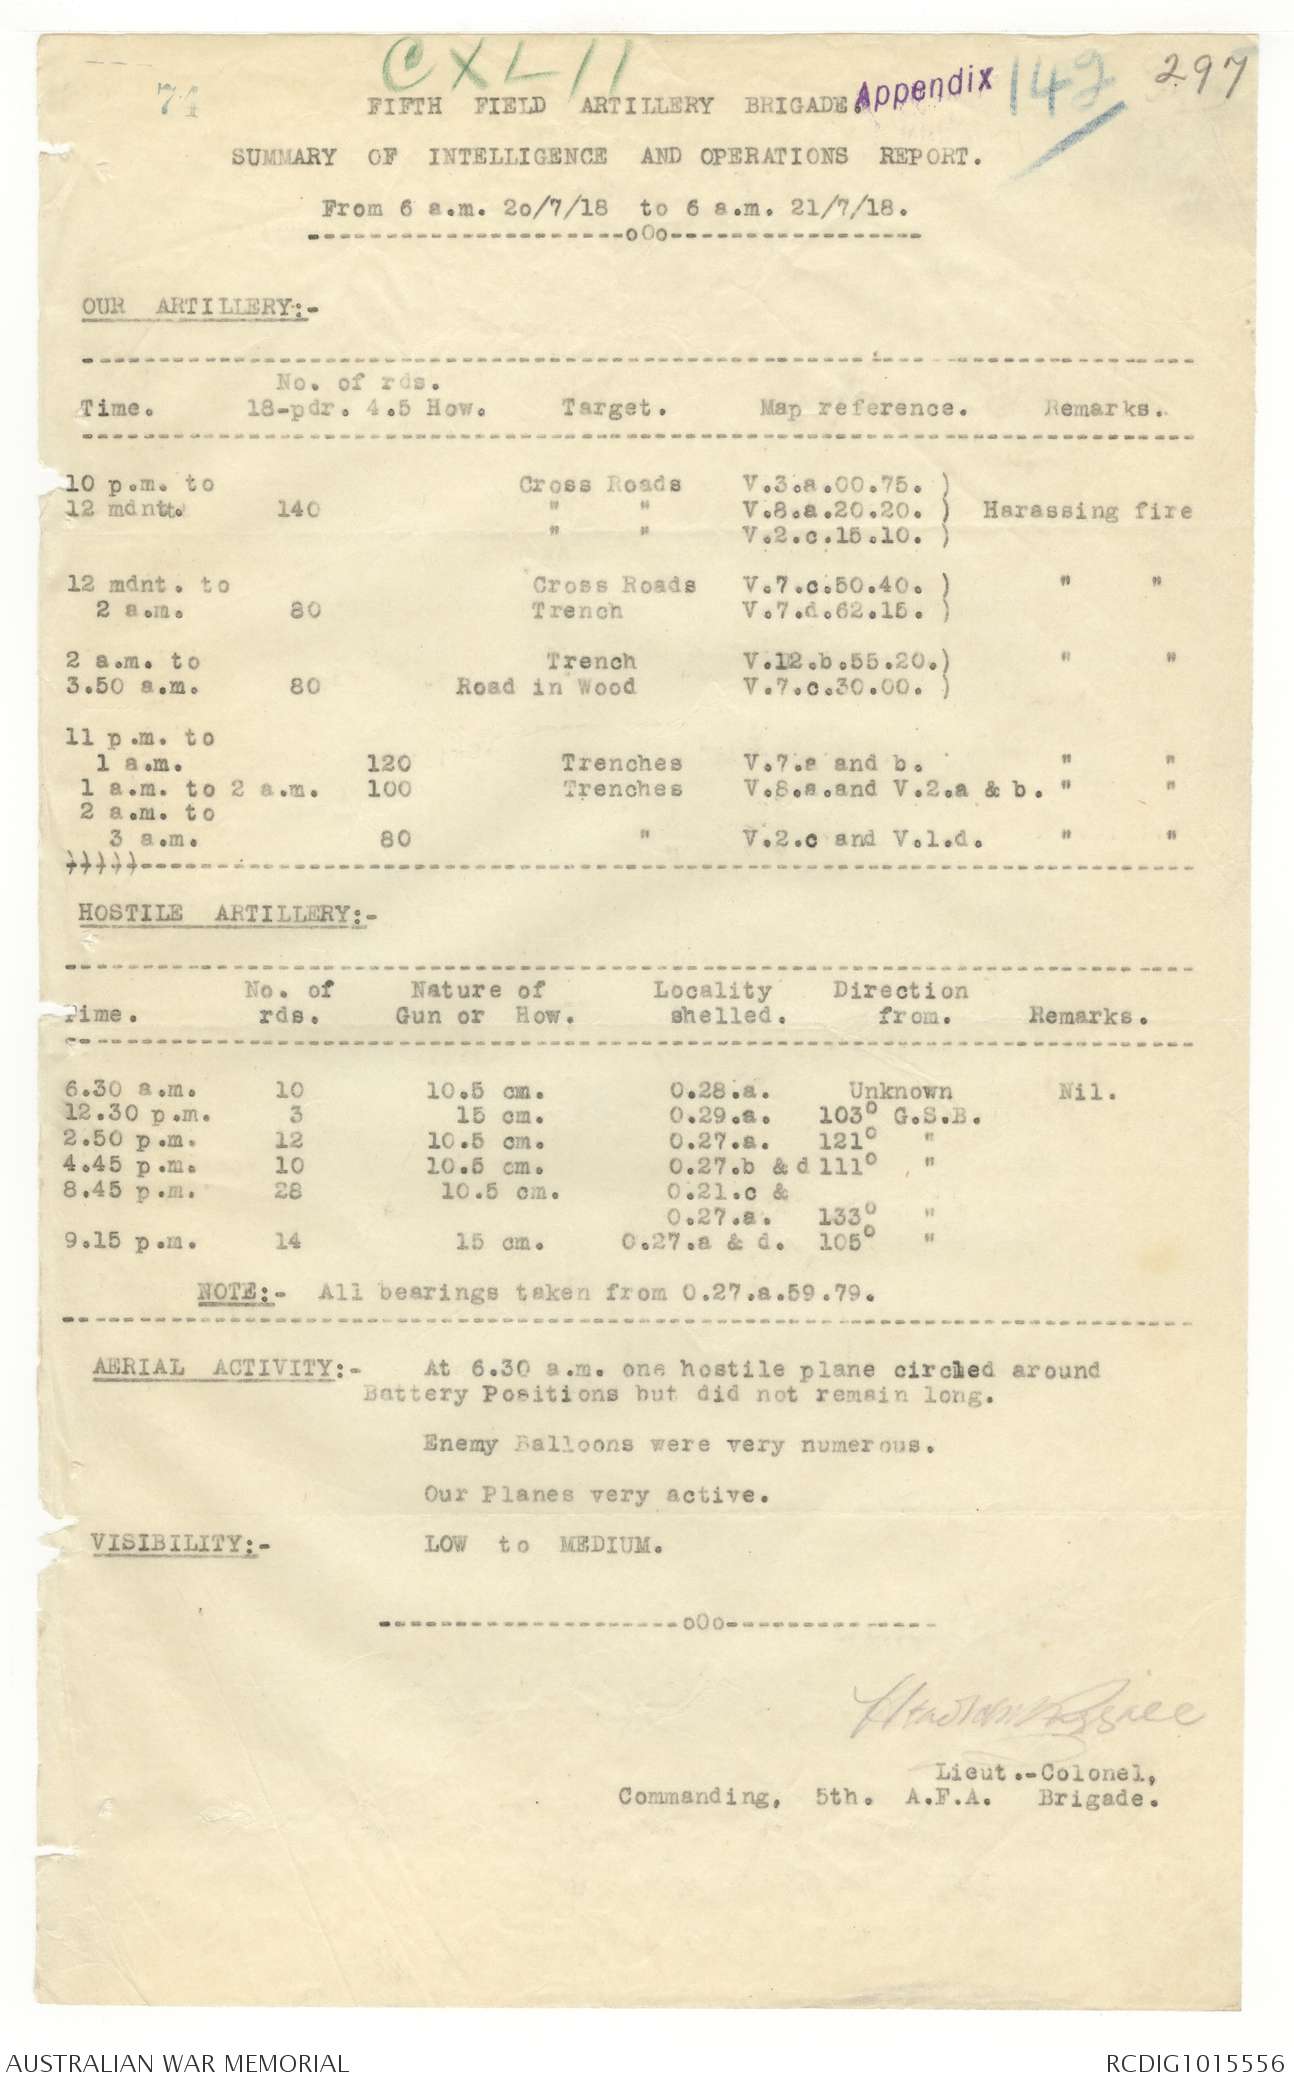 CXLII
74 FIFTH FIELD ARTILLERY BRIGADE. Appendix 142 297
SUMMARY OF INTELLIGENCE AND OPERATIONS REPORT.
From 6 a.m. 20/7/18 to 6 a.m. 21/7/18.
---------------------oOo-----------------
OUR ARTILLERY:-
No. of rds.
Time. 18-pdr. 4.5 How. Target. Map reference. Remarks.
10 p.m. to Cross Roads V.3.a.00.75. )
12 mdnt. 140 " " V.8.a.20.20. ) Harassing fire
" " V.2.c.15.10. )
12 mdnt. to Cross Roads V.7.c.50.40. ) " "
2 a.m. 80 Trench V.7.d.62.15. )
2 a.m. to Trench V.12.b.55.20.) " "
3.50 a.m. 80 Road in Wood V.7.c.30.00. )
11 p.m. to
1 a.m. 120 Trenches V.7.a and b. " "
1 a.m. to 2 a.m. 100 Trenches V.8.a.and V.2.a & b. " "
2 a.m. to
3 a.m. 80 " V.2.c and V.1.d. " "
HOSTILE ARTILLERY:-
No. of Nature of Locality Direction
Time. rds. Gun or How. shelled. from. Remarks.
6.30 a.m. 10 10.5 cm. O.28.a. Unknown Nil.
12.30 p.m. 3 15 cm. O.29.a. 103° G.S.B.
2.50 p.m. 12 10.5 cm. O.27.a. 121° "
4.45 p.m. 10 10.5 cm. O.27.b & d 111° "
8.45 p.m. 28 10.5 cm. O.21.c &
O.27.a. 133° "
9.15 p.m. 14 15 cm. O.27.a & d. 105° "
NOTE:- All bearings taken from O.27.a.59.79.
AERIAL ACTIVITY:- At 6.30 a.m. one hostile plane circled around
Battery Positions but did not remain long.
Enemy Balloons were very numerous.
Our Planes very active.
VISIBILITY:- LOW to MEDIUM.
--------------------oOo--------------
Lieut.-Colonel,
Commanding, 5th. A.F.A. Brigade.
AUSTRALIAN WAR MEMORIAL RCDIG1015556